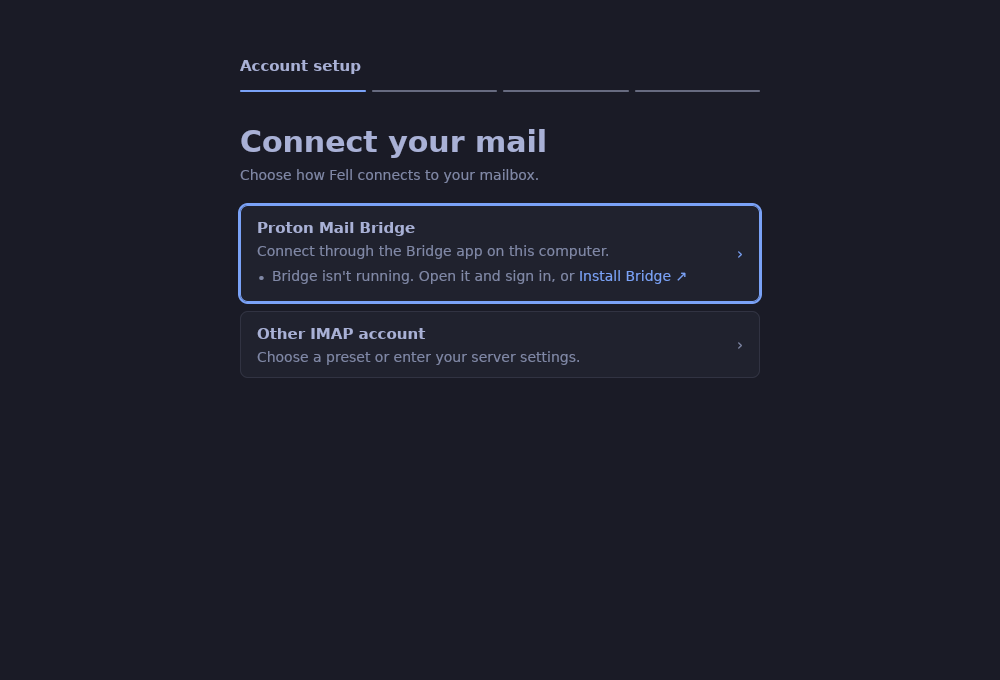 Account setup
Connect your mail
Choose how Fell connects to your mailbox.
Proton Mail Bridge
Connect through the Bridge app on this computer.
• Bridge isn't running. Open it and sign in, or Install Bridge ↗
›
Other IMAP account
Choose a preset or enter your server settings.
›